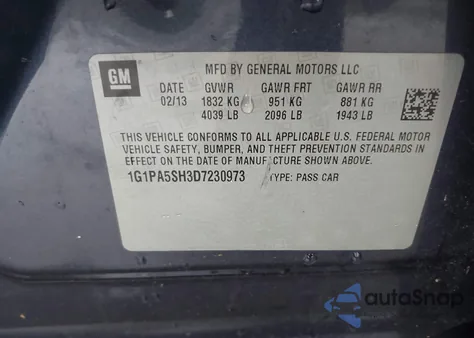 GM
MFD BY GENERAL MOTORS LLC
DATE GVWR GAWR FRT GAWR RR
02/13 1832 KG 951 KG 881 KG
4039 LB 2096 LB 1943 LB
THIS VEHICLE CONFORMS TO ALL APPLICABLE U.S. FEDERAL MOTOR
VEHICLE SAFETY, BUMPER, AND THEFT PREVENTION STANDARDS IN
EFFECT ON THE DATE OF MANUFACTURE SHOWN ABOVE.
1G1PA5SH3D7230973 TYPE: PASS CAR
autoSnap